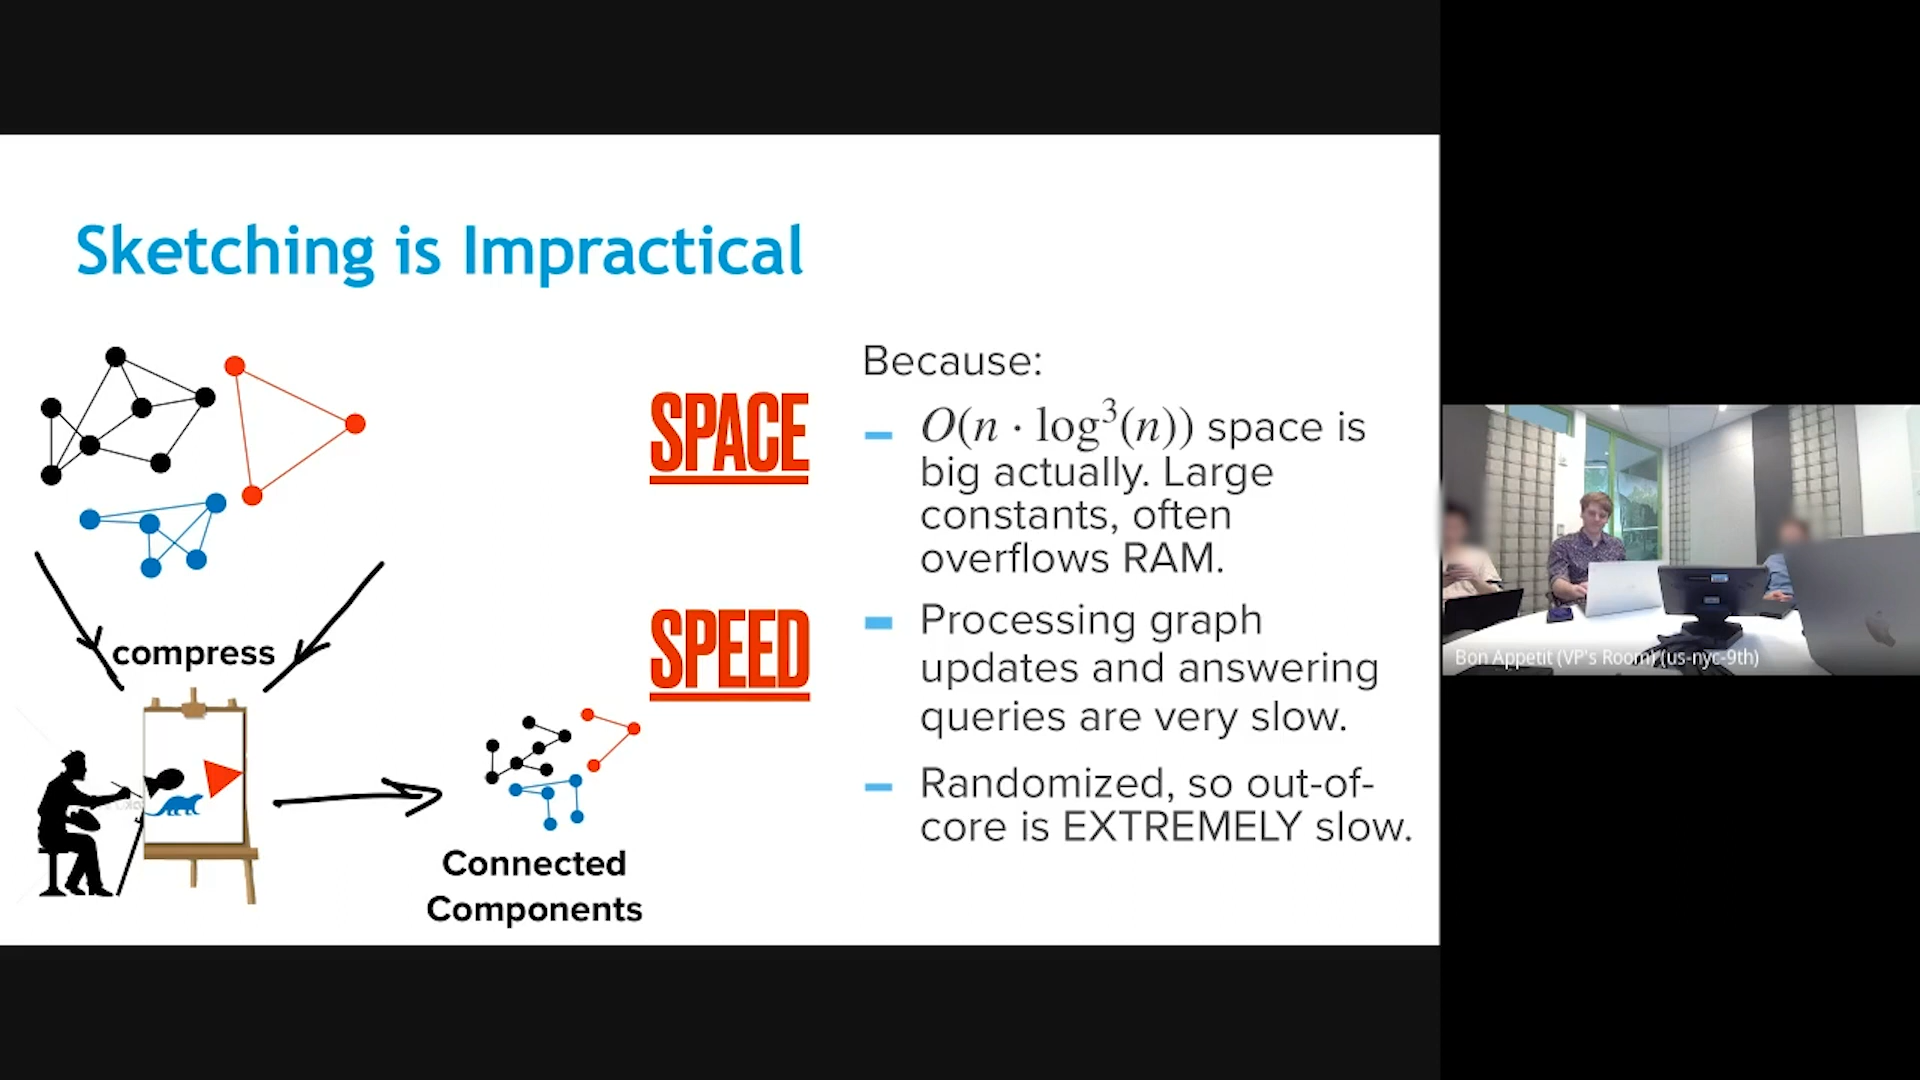 Sketching is Impractical
compress
Connected
Components
SPACE
SPEED
Because:
O(n · log³(n)) space is
big actually. Large
constants, often
overflows RAM.
Processing graph
updates and answering
queries are very slow.
Randomized, so out-of-
core is EXTREMELY slow.
Bon Appetit (VP's Room) (us-nyc-9th)